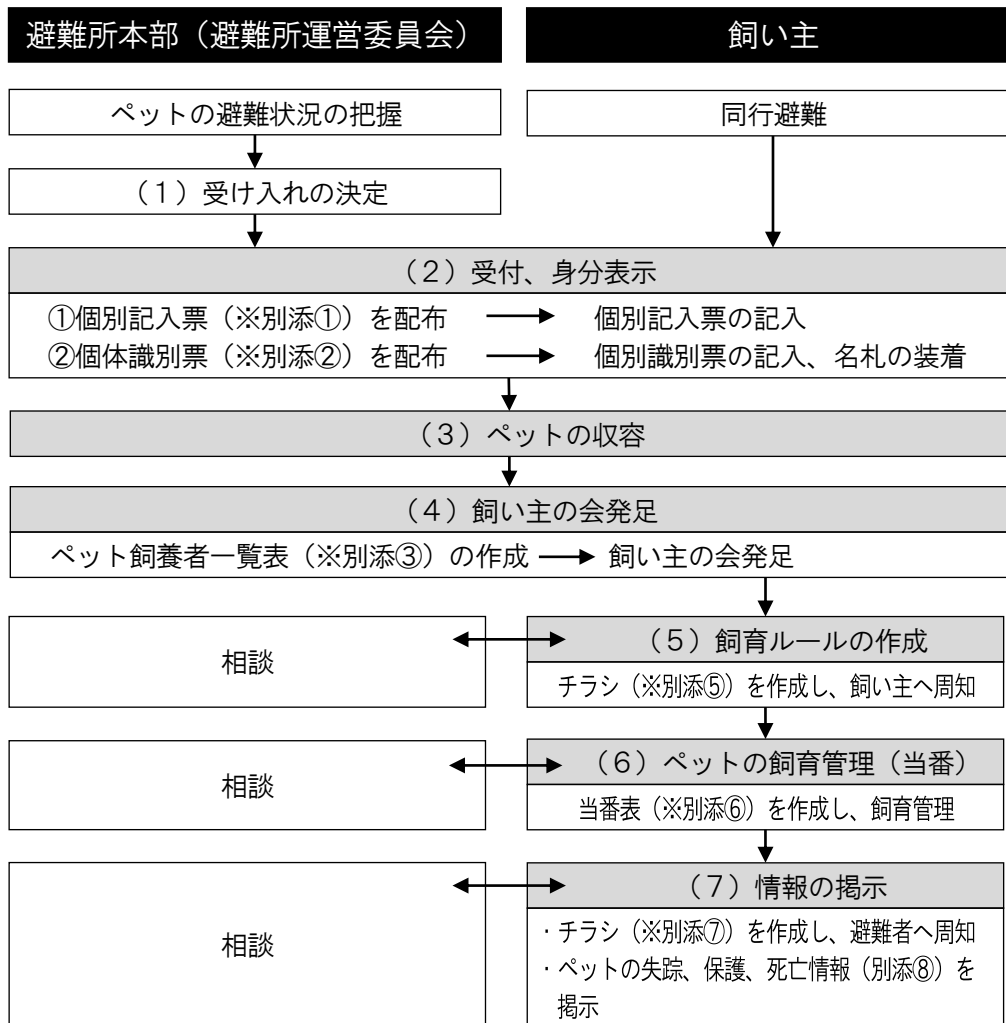 避難所本部（避難所運営委員会）
飼い主
ペットの避難状況の把握
同行避難
（１）受け入れの決定
（２）受付、身分表示
①個別記入票（※別添①）を配布
個別記入票の記入
②個体識別票（※別添②）を配布
個別識別票の記入、名札の装着
（３）ペットの収容
（４）飼い主の会発足
ペット飼養者一覧表（※別添③）の作成
飼い主の会発足
相談
（５）飼育ルールの作成
チラシ（※別添⑤）を作成し、飼い主へ周知
相談
（６）ペットの飼育管理（当番）
当番表（※別添⑥）を作成し、飼育管理
相談
（７）情報の掲示
・チラシ（※別添⑦）を作成し、避難者へ周知
・ペットの失踪、保護、死亡情報（別添⑧）を
掲示